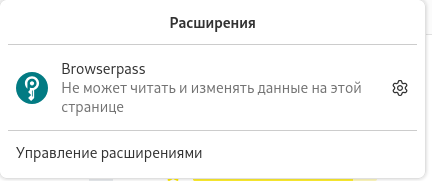 Расширения
Browserpass
Не может читать и изменять данные на этой
странице
Управление расширениями